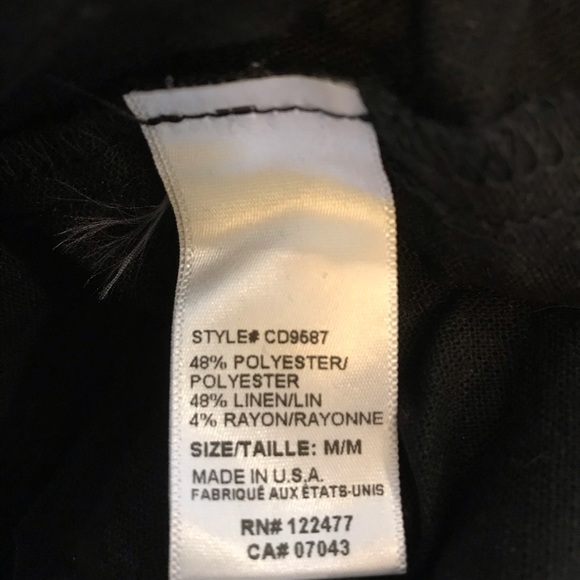 STYLE# CD9587
48% POLYESTER/
POLYESTER
48% LINEN/LIN
4% RAYON/RAYONNE
SIZE/TAILLE: M/M
MADE IN U.S.A.
FABRIQUÉ AUX ÉTATS-UNIS
RN# 122477
CA# 07043